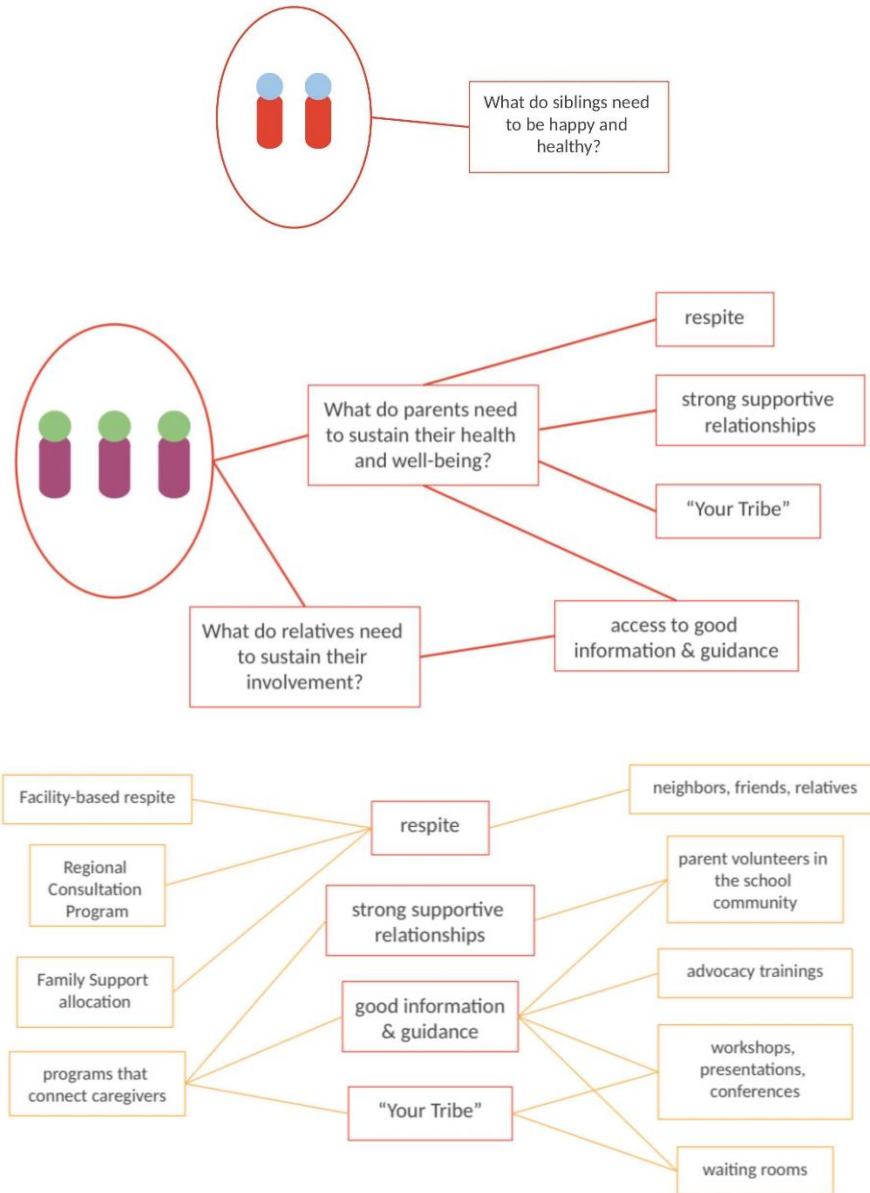 What do siblings need
to be happy and
healthy?
respite
What do parents need
to sustain their health
and well-being?
strong supportive
relationships
“Your Tribe”
What do relatives need
to sustain their
involvement?
access to good
information & guidance
Facility-based respite
respite
neighbors, friends, relatives
Regional
Consultation
Program
parent volunteers in
the school
community
strong supportive
relationships
Family Support
allocation
advocacy trainings
good information
& guidance
programs that
connect caregivers
workshops,
presentations,
conferences
“Your Tribe”
waiting rooms